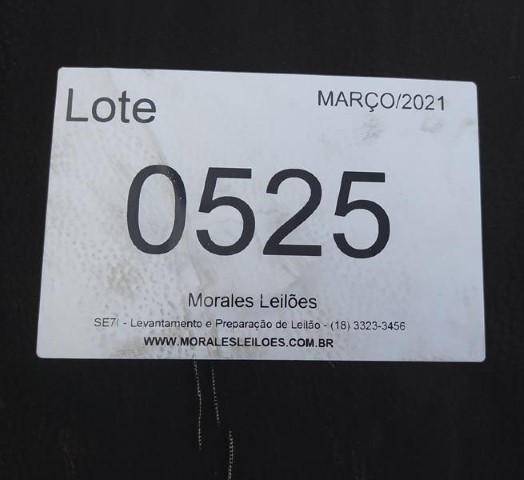 Lote
MARÇO/2021
0525
Morales Leilões
SE7I - Levantamento e Preparação de Leilão - (18) 3323-3456
WWW.MORALESLEILOES.COM.BR